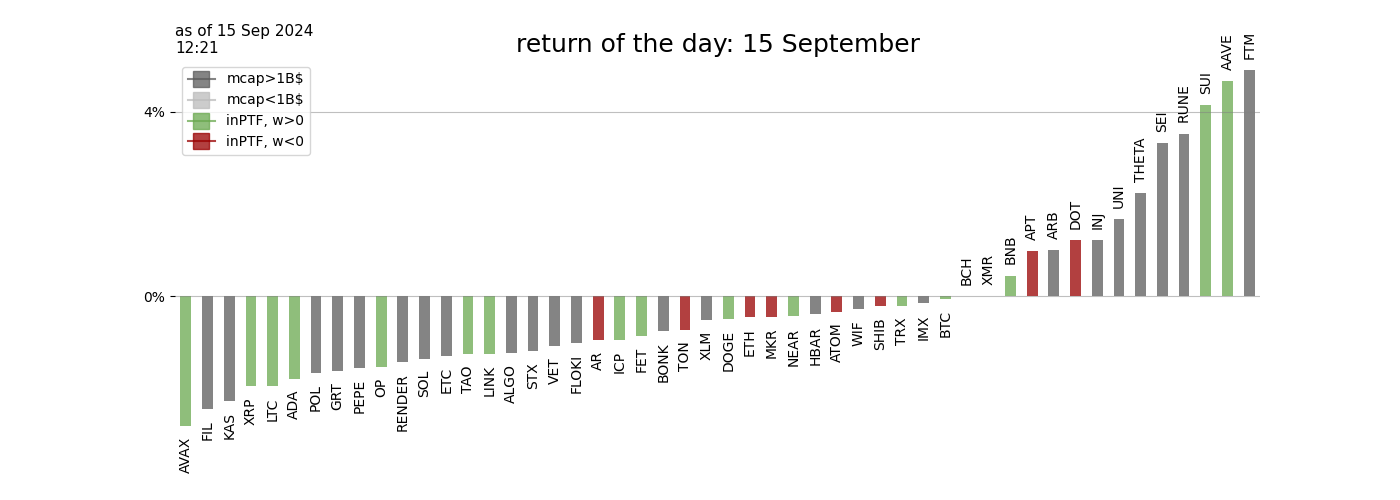 as of 15 Sep 2024
12:21
return of the day: 15 September
mcap>1B$
mcap<1B$
inPTF, w>0
inPTF, w<0
4%
0%
AVAX
FIL
KAS
XRP
LTC
ADA
POL
GRT
PEPE
OP
RENDER
SOL
ETC
TAO
LINK
ALGO
STX
VET
FLOKI
AR
ICP
FET
BONK
TON
XLM
DOGE
ETH
MKR
NEAR
HBAR
ATOM
WIF
SHIB
TRX
IMX
BTC
BCH
XMR
BNB
APT
ARB
DOT
INJ
UNI
THETA
SEI
RUNE
SUI
AAVE
FTM